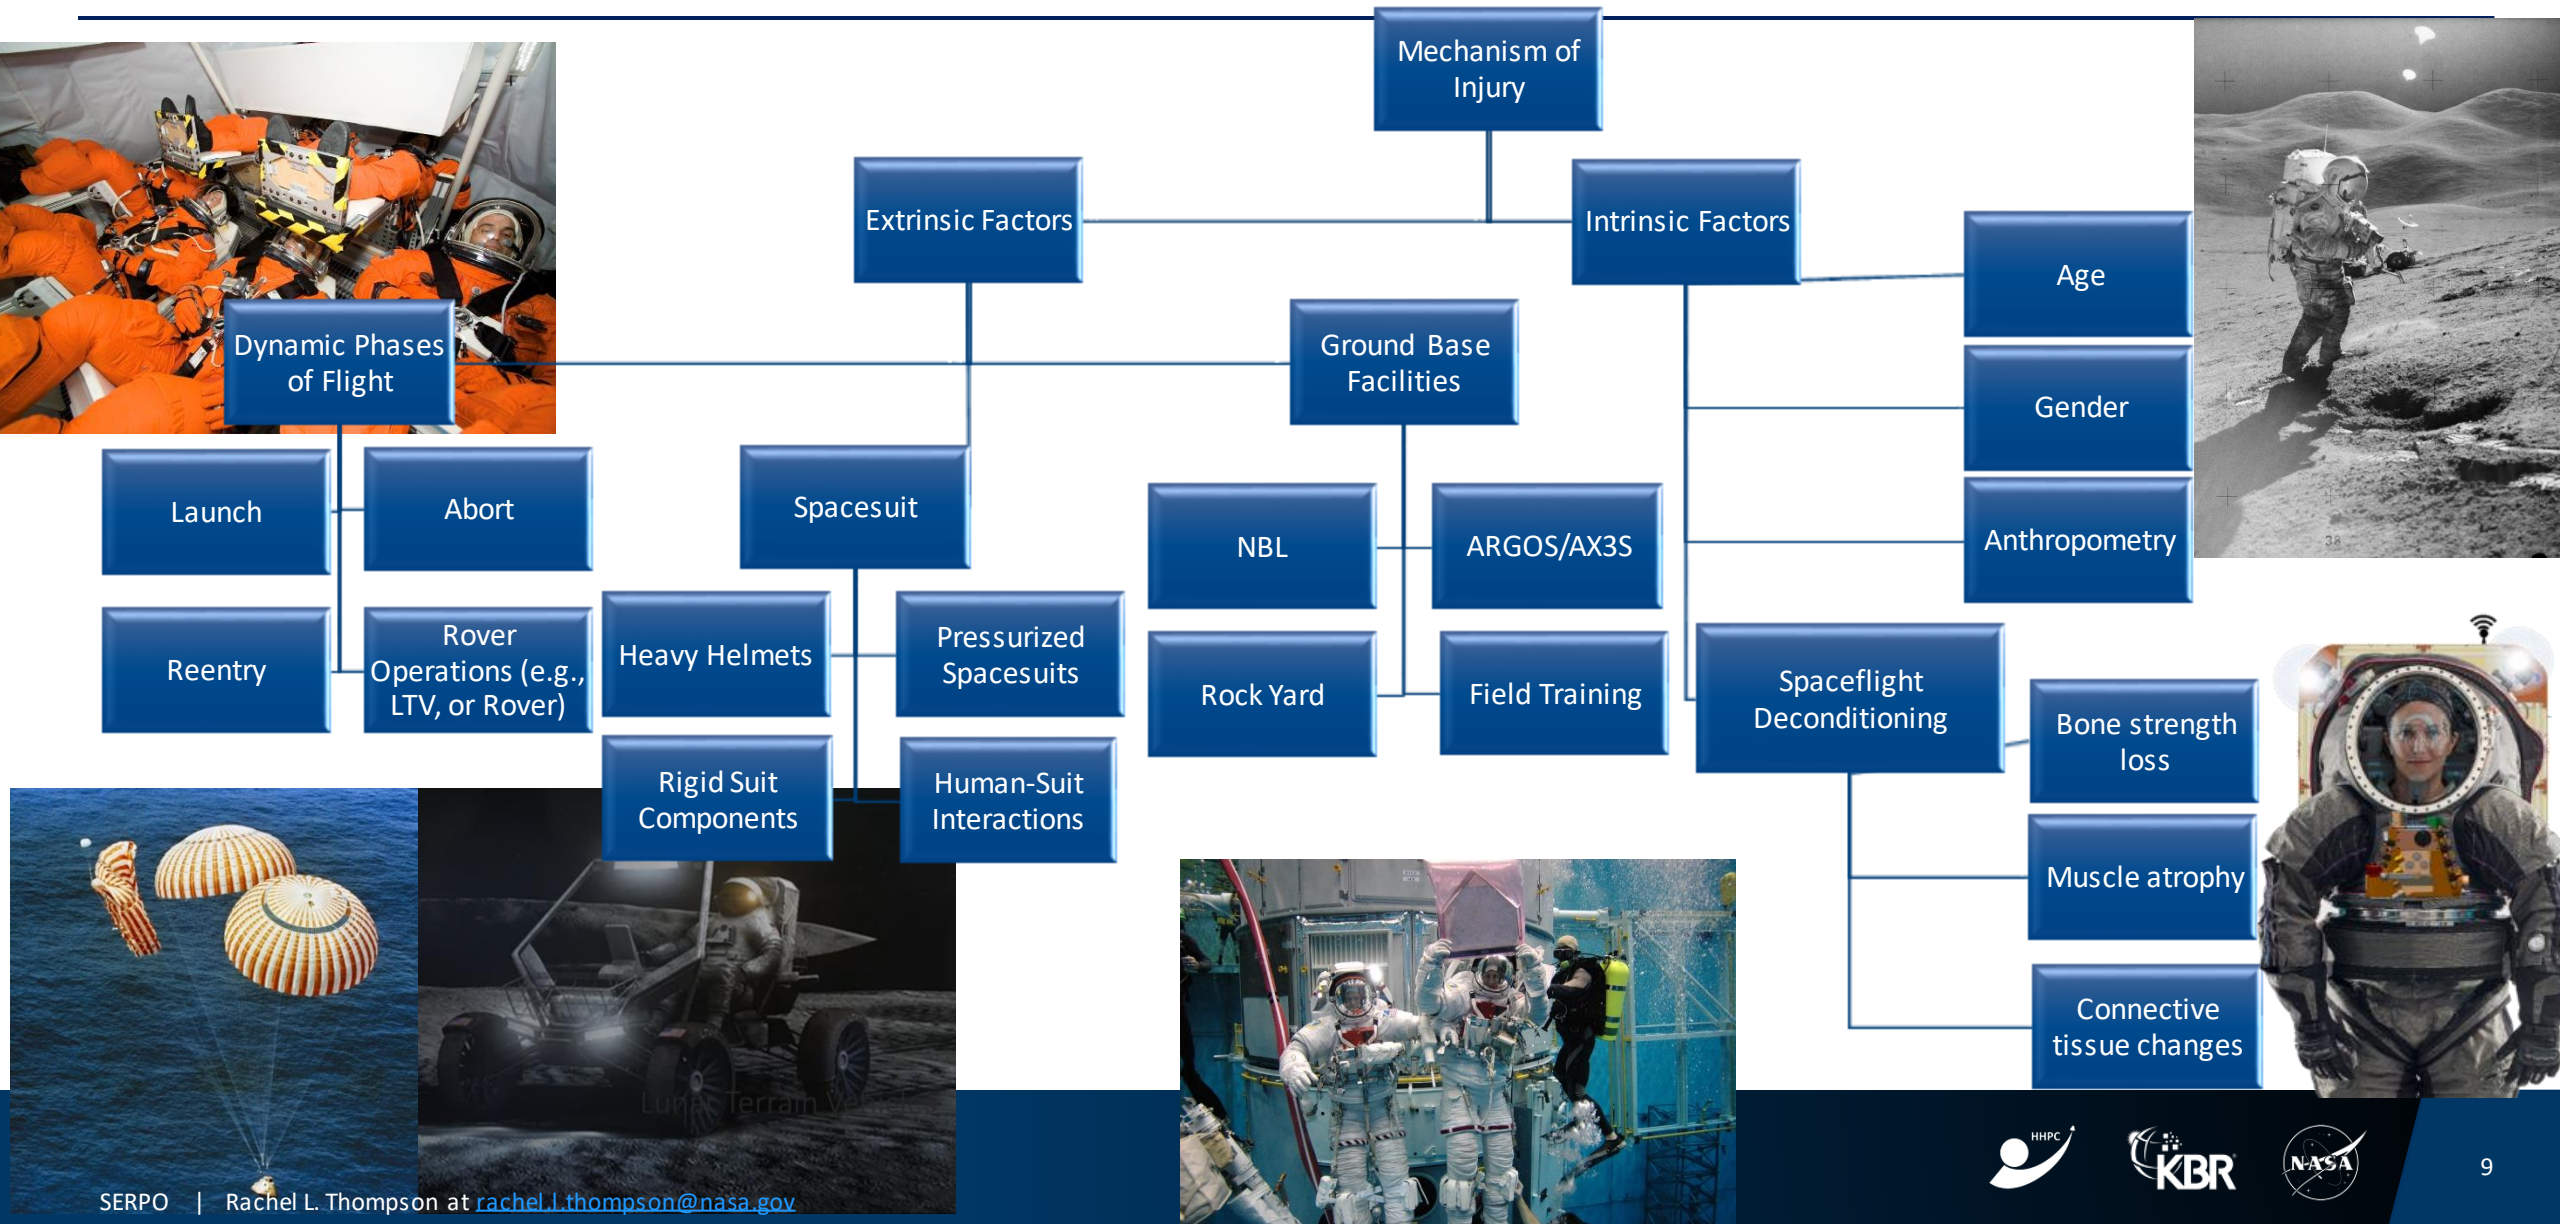 Mechanism of
Injury
Extrinsic Factors
Intrinsic Factors
Dynamic Phases
of Flight
Launch
Abort
Reentry
Rover
Operations (e.g.,
LTV, or Rover)
Spacesuit
Heavy Helmets
Pressurized
Spacesuits
Rigid Suit
Components
Human-Suit
Interactions
Ground Base
Facilities
NBL
ARGOS/AX3S
Rock Yard
Field Training
Age
Gender
Anthropometry
Spaceflight
Deconditioning
Bone strength
loss
Muscle atrophy
Connective
tissue changes
38
Lunar Terrain
SERPO | Rachel L. Thompson at rachel.l.thompson@nasa.gov
HHPC
KBR
NASA
9